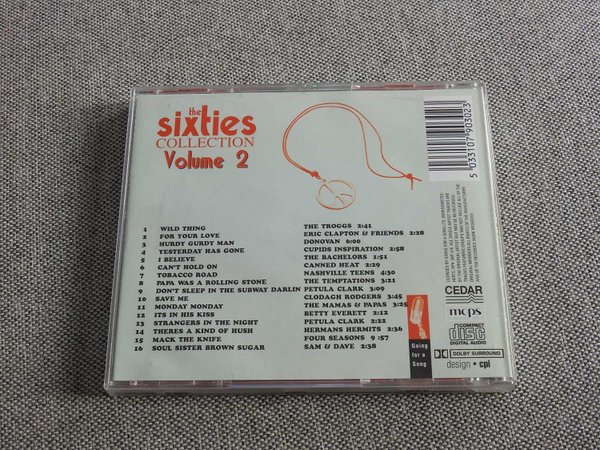 the
sixties
COLLECTION
Volume 2
1 WILD THING THE TROGGS 2:41
2 FOR YOUR LOVE ERIC CLAPTON & FRIENDS 2:28
3 HURDY GURDY MAN DONOVAN 6:00
4 YESTERDAY HAS GONE CUPIDS INSPIRATION 2:58
5 I BELIEVE THE BACHELORS 1:51
6 CAN'T HOLD ON CANNED HEAT 2:29
7 TOBACCO ROAD NASHVILLE TEENS 4:30
8 PAPA WAS A ROLLING STONE THE TEMPTATIONS 3:21
9 DON'T SLEEP IN THE SUBWAY DARLIN PETULA CLARK 3:09
10 SAVE ME CLODAGH RODGERS 3:45
11 MONDAY MONDAY THE MAMAS & PAPAS 3:25
12 ITS IN HIS KISS BETTY EVERETT 2:12
13 STRANGERS IN THE NIGHT PETULA CLARK 2:22
14 THERES A KIND OF HUSH HERMANS HERMITS 2:36
15 MACK THE KNIFE FOUR SEASONS 9:57
16 SOUL SISTER BROWN SUGAR SAM & DAVE 2:38
5 033107 903023
CEDAR
mcps
COMPACT
disc
DIGITAL AUDIO
DOLBY SURROUND
design • cpl
Going
for a
Song